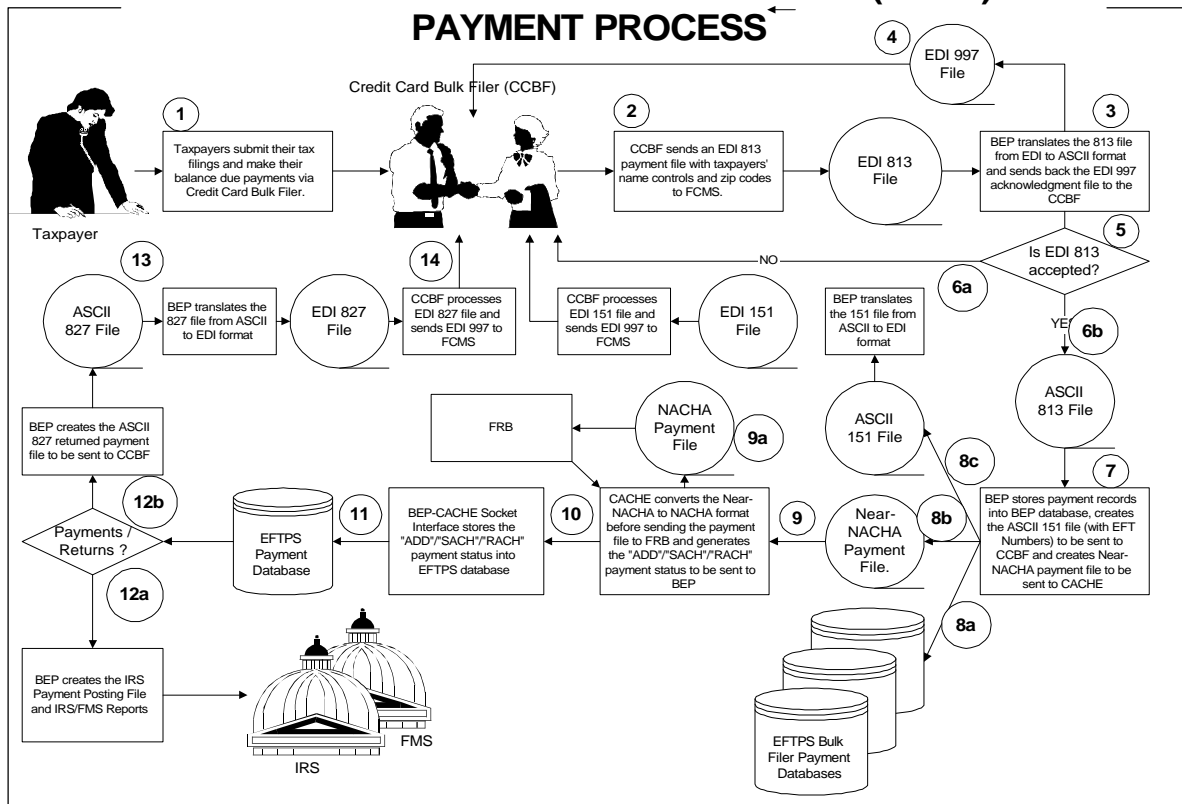 PAYMENT PROCESS
4
EDI 997
File
Credit Card Bulk Filer (CCBF)
1
Taxpayers submit their tax
filings and make their
balance due payments via
Credit Card Bulk Filer.
2
CCBF sends an EDI 813
payment file with taxpayers'
name controls and zip codes
to FCMS.
EDI 813
File
3
BEP translates the 813 file
from EDI to ASCII format
and sends back the EDI 997
acknowledgment file to the
CCBF
Taxpayer
5
Is EDI 813
accepted?
NO
6a
YES
6b
13
ASCII
827 File
BEP translates the
827 file from ASCII
to EDI format
EDI 827
File
14
CCBF processes
EDI 827 file and
sends EDI 997 to
FCMS
CCBF processes
EDI 151 file and
sends EDI 997 to
FCMS
EDI 151
File
BEP translates
the 151 file from
ASCII to EDI
format
ASCII
813 File
BEP creates the ASCII
827 returned payment
file to be sent to CCBF
FRB
NACHA
Payment
File
9a
ASCII
151 File
8c
7
BEP stores payment records
into BEP database, creates
the ASCII 151 file (with EFT
Numbers) to be sent to
CCBF and creates Near-
NACHA payment file to be
sent to CACHE
12b
Payments /
Returns ?
12a
EFTPS
Payment
Database
11
BEP-CACHE Socket
Interface stores the
"ADD"/"SACH"/"RACH"
payment status into
EFTPS database
10
CACHE converts the Near-
NACHA to NACHA format
before sending the payment
file to FRB and generates
the "ADD"/"SACH"/"RACH"
payment status to be sent to
BEP
9
Near-
NACHA
Payment
File.
8b
8a
BEP creates the IRS
Payment Posting File
and IRS/FMS Reports
FMS
IRS
EFTPS Bulk
Filer Payment
Databases